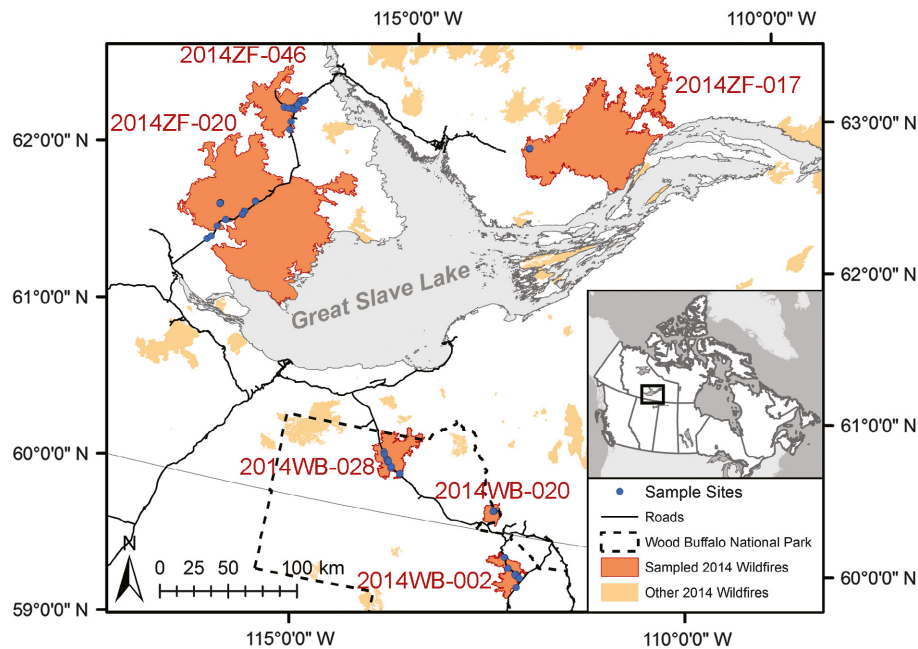 115°0'0" W
110°0'0" W
2014ZF-046
2014ZF-017
2014ZF-020
62°0'0" N
63°0'0" N
62°0'0" N
61°0'0" N
Great Slave Lake
61°0'0" N
60°0'0" N
2014WB-028
2014WB-020
2014WB-002
60°0'0" N
59°0'0" N
N
0 25 50 100 km
Sample Sites
Roads
Wood Buffalo National Park
Sampled 2014 Wildfires
Other 2014 Wildfires
115°0'0" W
110°0'0" W